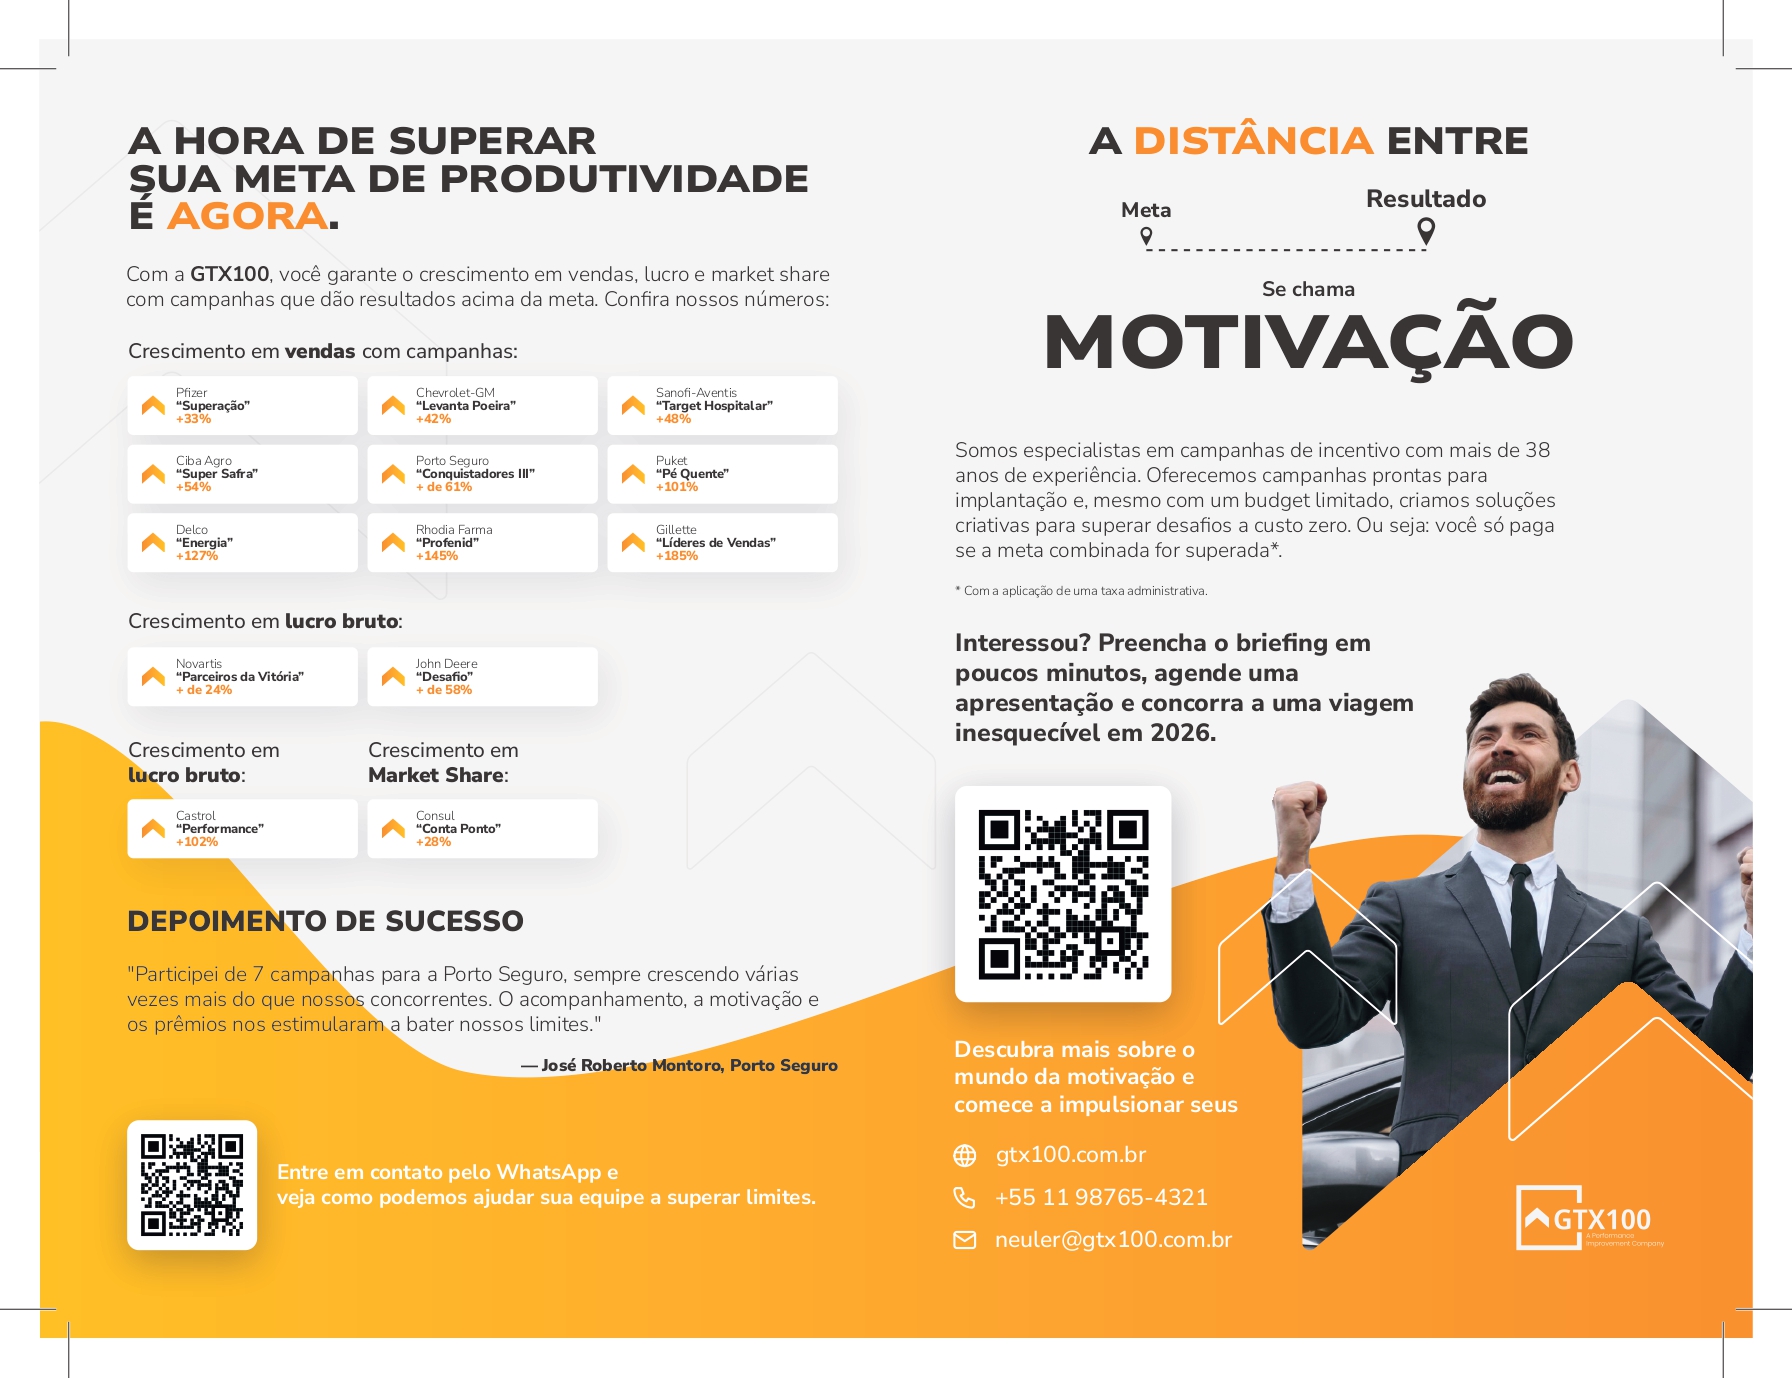 A HORA DE SUPERAR
SUA META DE PRODUTIVIDADE
É AGORA.
Com a GTX100, você garante o crescimento em vendas, lucro e market share
com campanhas que dão resultados acima da meta. Confira nossos números:
Crescimento em vendas com campanhas:
Pfizer
“Superação”
+33%
Chevrolet-GM
“Levanta Poeira”
+42%
Sanofi-Aventis
“Target Hospitalar”
+48%
Ciba Agro
“Super Safra”
+54%
Porto Seguro
“Conquistadores III”
+ de 61%
Puket
“Pé Quente”
+101%
Delco
“Energia”
+127%
Rhodia Farma
“Profenid”
+145%
Gillette
“Líderes de Vendas”
+185%
Crescimento em lucro bruto:
Novartis
“Parceiros da Vitória”
+ de 24%
John Deere
“Desafio”
+ de 58%
Crescimento em
lucro bruto:
Castrol
“Performance”
+102%
Crescimento em
Market Share:
Consul
“Conta Ponto”
+28%
DEPOIMENTO DE SUCESSO
"Participei de 7 campanhas para a Porto Seguro, sempre crescendo várias
vezes mais do que nossos concorrentes. O acompanhamento, a motivação e
os prêmios nos estimularam a bater nossos limites."
— José Roberto Montoro, Porto Seguro
Entre em contato pelo WhatsApp e
veja como podemos ajudar sua equipe a superar limites.
A DISTÂNCIA ENTRE
Meta
Resultado
Se chama
MOTIVAÇÃO
Somos especialistas em campanhas de incentivo com mais de 38
anos de experiência. Oferecemos campanhas prontas para
implantação e, mesmo com um budget limitado, criamos soluções
criativas para superar desafios a custo zero. Ou seja: você só paga
se a meta combinada for superada*.
* Com a aplicação de uma taxa administrativa.
Interessou? Preencha o briefing em
poucos minutos, agende uma
apresentação e concorra a uma viagem
inesquecível em 2026.
Descubra mais sobre o
mundo da motivação e
comece a impulsionar seus
gtx100.com.br
+55 11 98765-4321
neuler@gtx100.com.br
GTX100
A Performance
Improvement Company